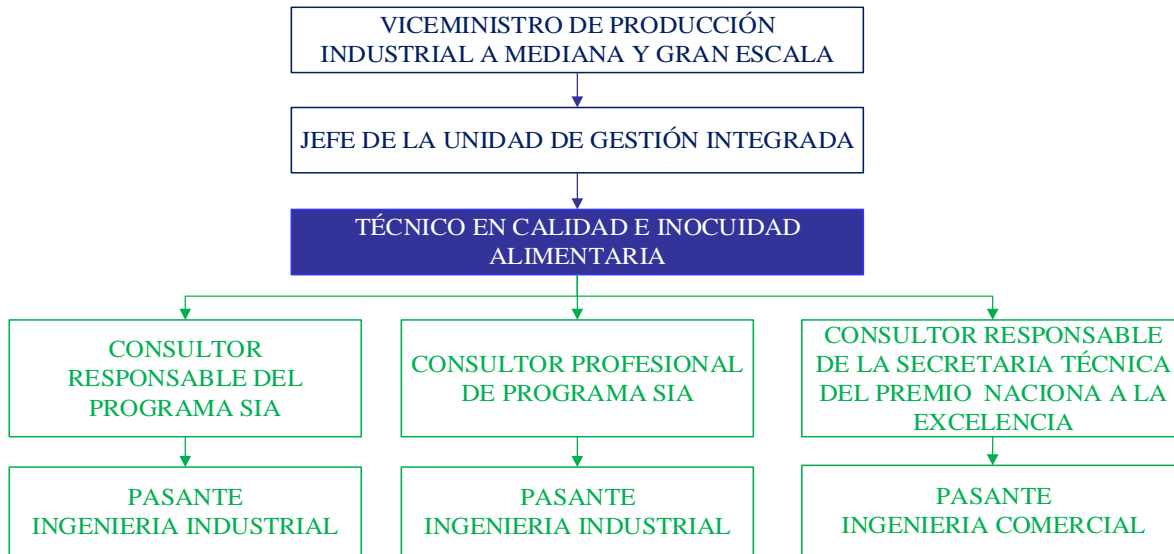 VICEMINISTRO DE PRODUCCIÓN
INDUSTRIAL A MEDIANA Y GRAN ESCALA
JEFE DE LA UNIDAD DE GESTIÓN INTEGRADA
TÉCNICO EN CALIDAD E INOCUIDAD
ALIMENTARIA
CONSULTOR
RESPONSABLE DEL
PROGRAMA SIA
CONSULTOR PROFESIONAL
DE PROGRAMA SIA
CONSULTOR RESPONSABLE
DE LA SECRETARIA TÉCNICA
DEL PREMIO NACIONA A LA
EXCELENCIA
PASANTE
INGENIERIA INDUSTRIAL
PASANTE
INGENIERIA INDUSTRIAL
PASANTE
INGENIERIA COMERCIAL